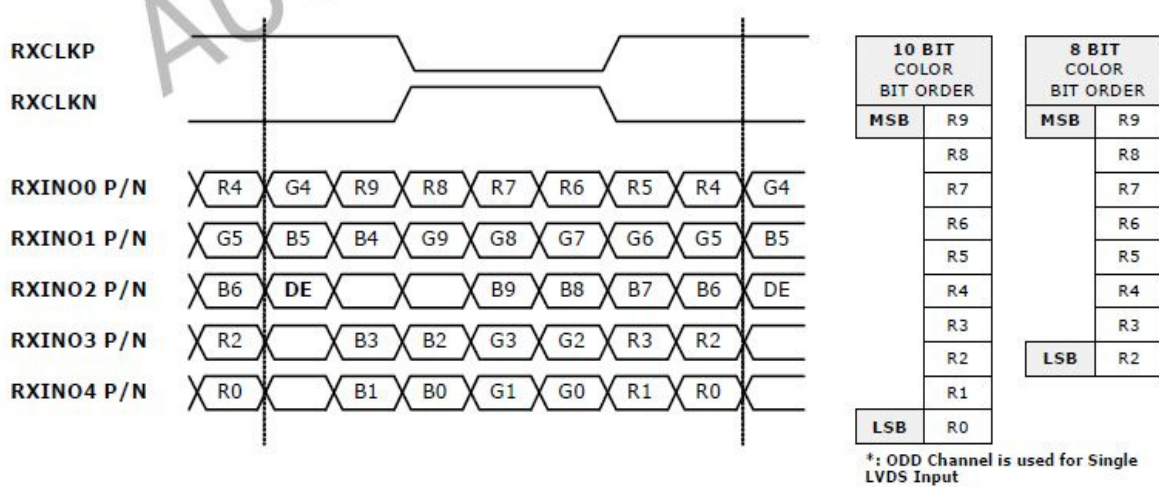 RXCLKP
RXCLKN
RXINO0 P/N R4 G4 R9 R8 R7 R6 R5 R4 G4
RXINO1 P/N G5 B5 B4 G9 G8 G7 G6 G5 B5
RXINO2 P/N B6 DE B9 B8 B7 B6 DE
RXINO3 P/N R2 B3 B2 G3 G2 R3 R2
RXINO4 P/N R0 B1 B0 G1 G0 R1 R0
10 BIT
COLOR
BIT ORDER
MSB R9
R8
R7
R6
R5
R4
R3
R2
R1
LSB R0
8 BIT
COLOR
BIT ORDER
MSB R9
R8
R7
R6
R5
R4
R3
LSB R2
*: ODD Channel is used for Single
LVDS Input